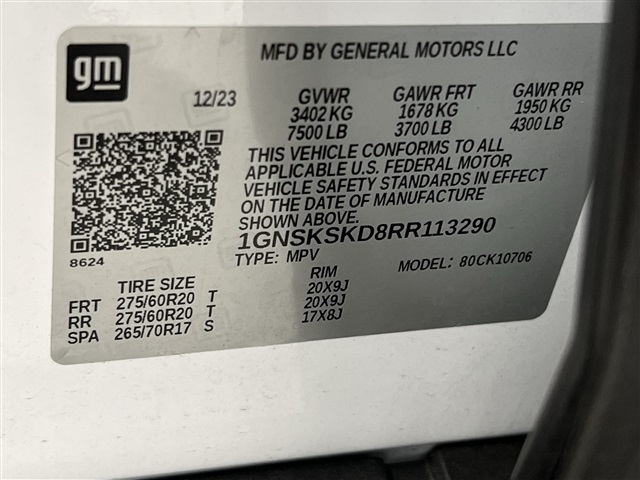 gm
MFD BY GENERAL MOTORS LLC
12/23 GVWR GAWR FRT GAWR RR
3402 KG 1678 KG 1950 KG
7500 LB 3700 LB 4300 LB
THIS VEHICLE CONFORMS TO ALL
APPLICABLE U.S. FEDERAL MOTOR
VEHICLE SAFETY STANDARDS IN EFFECT
ON THE DATE OF MANUFACTURE
SHOWN ABOVE.
1GNSKSKD8RR113290
8624 TYPE: MPV MODEL: 80CK10706
TIRE SIZE RIM
FRT 275/60R20 T 20X9J
RR 275/60R20 T 20X9J
SPA 265/70R17 S 17X8J